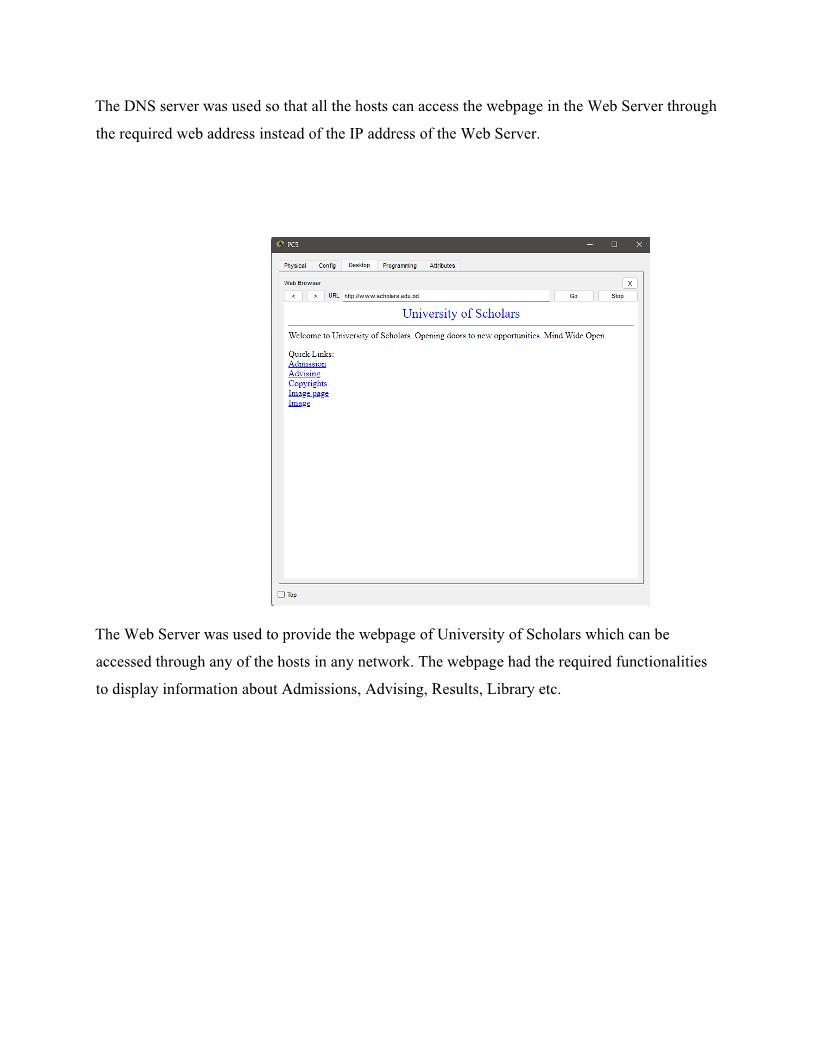 The DNS server was used so that all the hosts can access the webpage in the Web Server through
the required web address instead of the IP address of the Web Server.
PC5
Physical Config Desktop Programming Attributes
Web Browser X
< > URL http://www.scholars.edu.bd Go Stop
University of Scholars
Welcome to University of Scholars. Opening doors to new opportunities. Mind Wide Open.
Quick Links:
Admission
Advising
Copyrights
Image page
Image
Top
The Web Server was used to provide the webpage of University of Scholars which can be
accessed through any of the hosts in any network. The webpage had the required functionalities
to display information about Admissions, Advising, Results, Library etc.